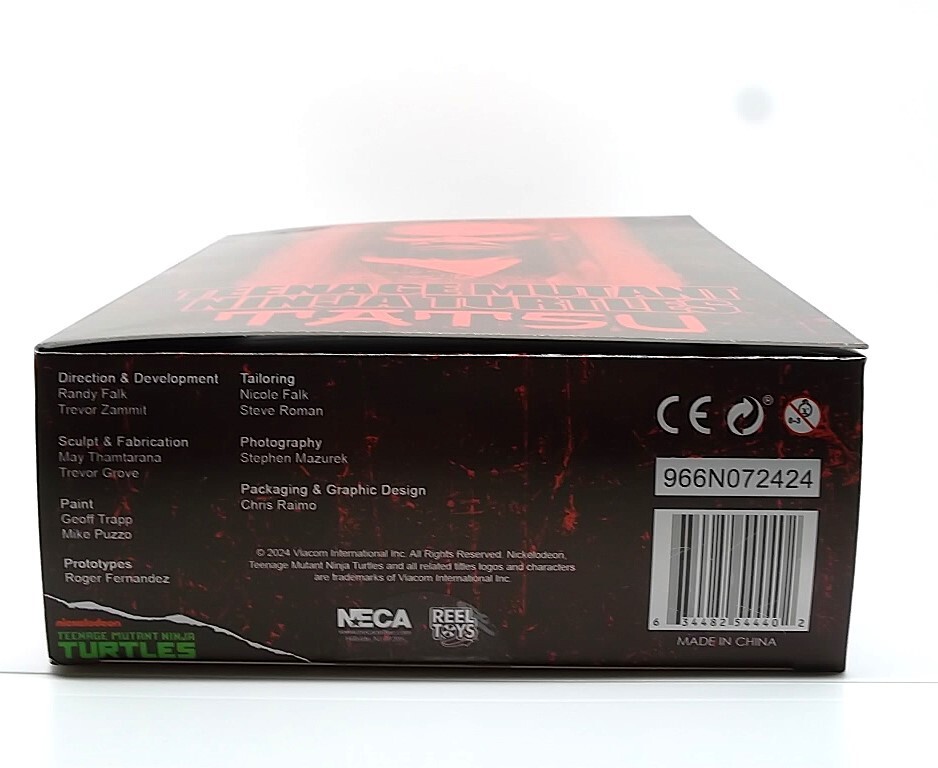 TEENAGE MUTANT
NINJA TURTLES
TATSU
Direction & Development
Randy Falk
Trevor Zammit
Sculpt & Fabrication
May Thamtarana
Trevor Grove
Paint
Geoff Trapp
Mike Puzzo
Prototypes
Roger Fernandez
Tailoring
Nicole Falk
Steve Roman
Photography
Stephen Mazurek
Packaging & Graphic Design
Chris Raimo
© 2024 Viacom International Inc. All Rights Reserved. Nickelodeon,
Teenage Mutant Ninja Turtles and all related titles logos and characters
are trademarks of Viacom International Inc.
nickelodeon
TEENAGE MUTANT NINJA
TURTLES
NECA
REEL
TOYS
CE
®
0-3
966N072424
6 34482 54440 2
MADE IN CHINA